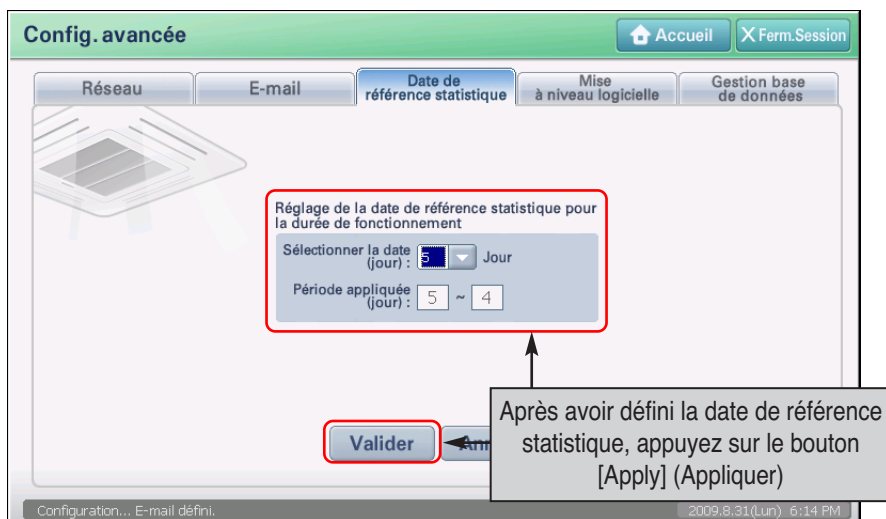 Config. avancée
Accueil
X Ferm.Session
Réseau
E-mail
Date de
référence statistique
Mise
à niveau logicielle
Gestion base
de données
Réglage de la date de référence statistique pour
la durée de fonctionnement
Sélectionner la date
(jour) : 5 Jour
Période appliquée
(jour) : 5 ~ 4
Valider
Après avoir défini la date de référence
statistique, appuyez sur le bouton
[Apply] (Appliquer)
Configuration... E-mail défini.
2009.8.31(Lun) 6:14 PM